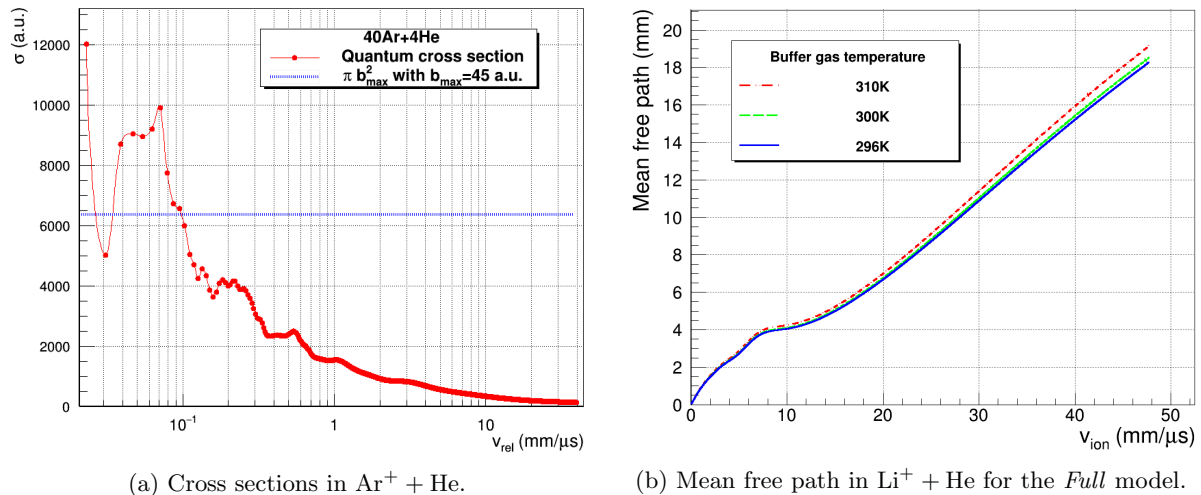 σ (a.u.)
12000
10000
8000
6000
4000
2000
0
40Ar+4He
Quantum cross section
π b²max with bmax=45 a.u.
10⁻¹ 1 10
vrel (mm/μs)
(a) Cross sections in Ar⁺ + He.
Mean free path (mm)
20
18
16
14
12
10
8
6
4
2
0
Buffer gas temperature
310K
300K
296K
0 10 20 30 40 50
vion (mm/μs)
(b) Mean free path in Li⁺ + He for the Full model.